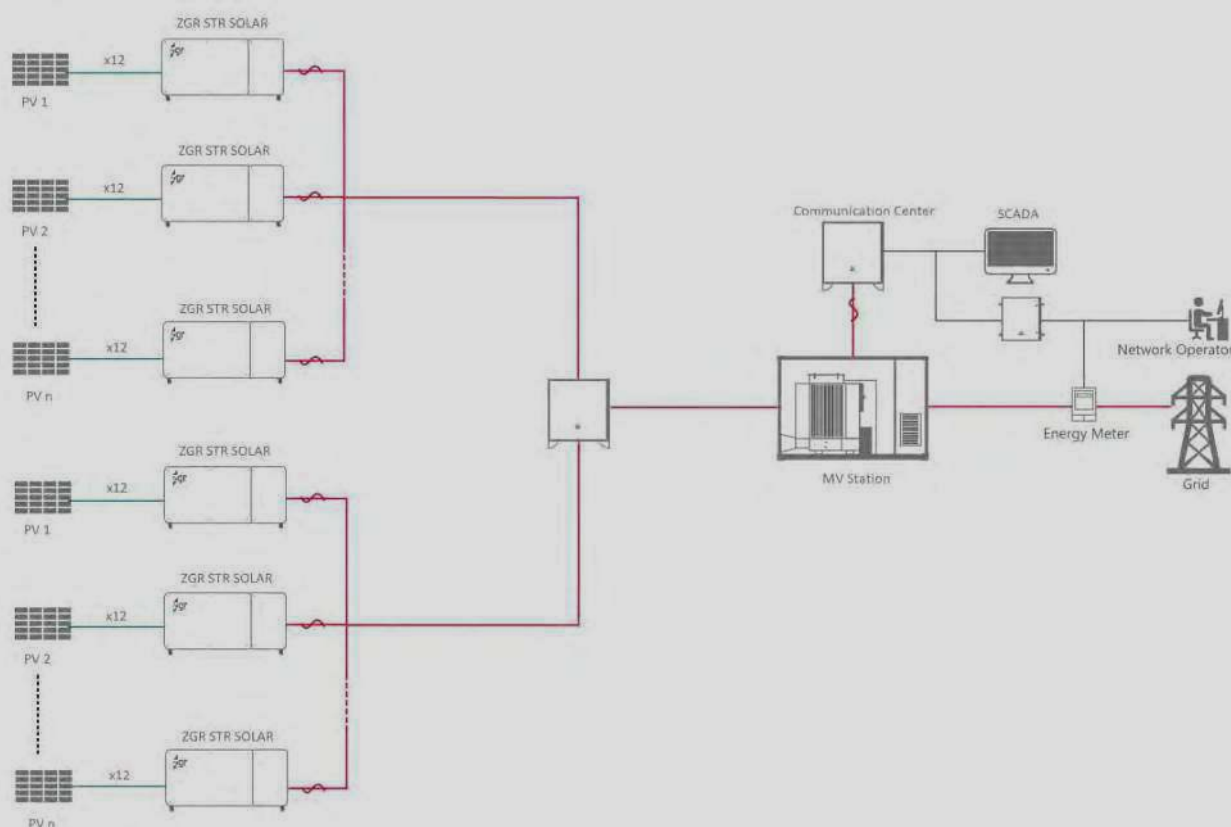 ZGR STR SOLAR
x12
PV 1
ZGR STR SOLAR
x12
PV 2
ZGR STR SOLAR
x12
PV n
Communication Center
SCADA
Network Operator
MV Station
Energy Meter
Grid
ZGR STR SOLAR
x12
PV 1
ZGR STR SOLAR
x12
PV 2
ZGR STR SOLAR
x12
PV n